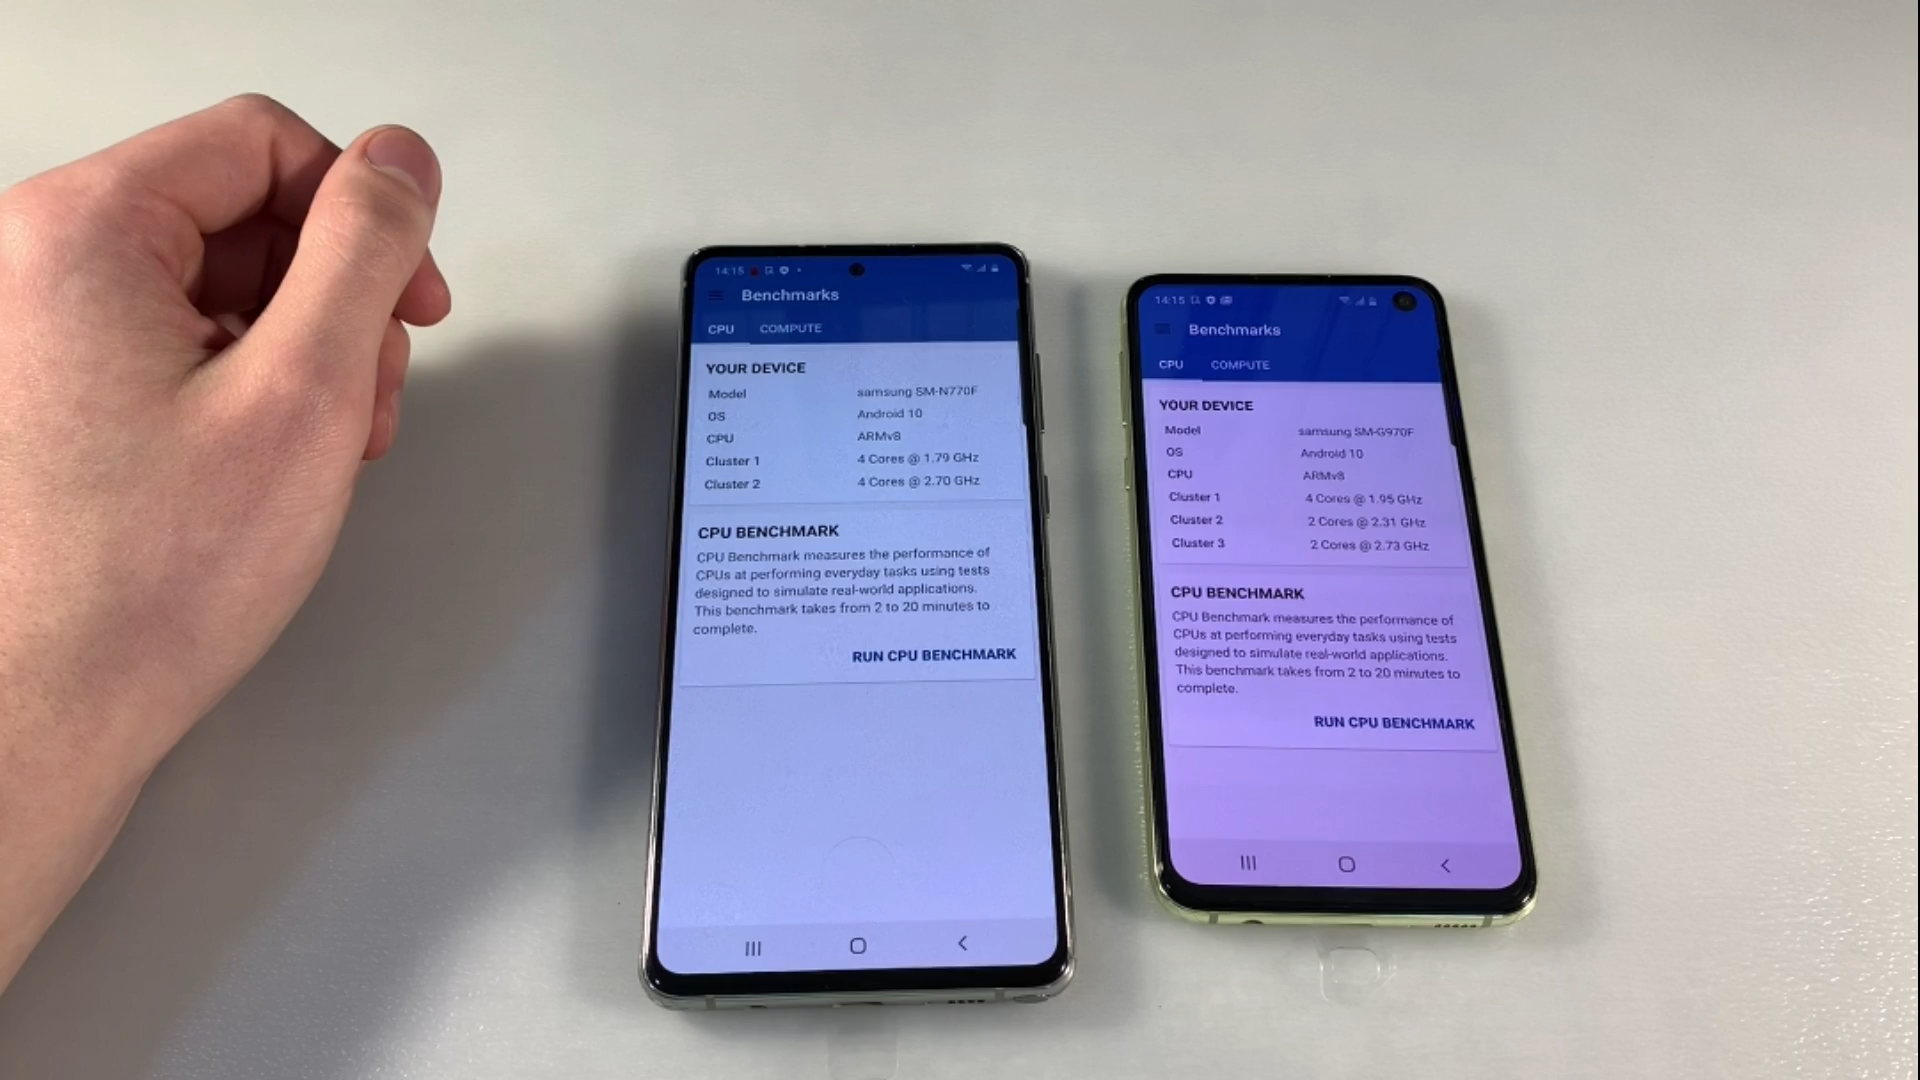 14:15
Benchmarks
CPU COMPUTE
YOUR DEVICE
Model samsung SM-N770F
OS Android 10
CPU ARMv8
Cluster 1 4 Cores @ 1.79 GHz
Cluster 2 4 Cores @ 2.70 GHz
CPU BENCHMARK
CPU Benchmark measures the performance of
CPUs at performing everyday tasks using tests
designed to simulate real-world applications.
This benchmark takes from 2 to 20 minutes to
complete.
RUN CPU BENCHMARK
14:15
Benchmarks
CPU COMPUTE
YOUR DEVICE
Model samsung SM-G970F
OS Android 10
CPU ARMv8
Cluster 1 4 Cores @ 1.95 GHz
Cluster 2 2 Cores @ 2.31 GHz
Cluster 3 2 Cores @ 2.73 GHz
CPU BENCHMARK
CPU Benchmark measures the performance of
CPUs at performing everyday tasks using tests
designed to simulate real-world applications.
This benchmark takes from 2 to 20 minutes to
complete.
RUN CPU BENCHMARK